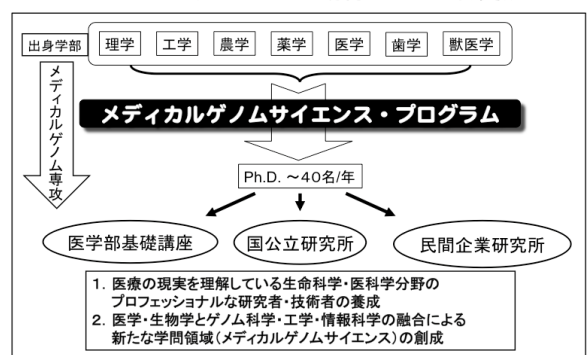 出身学部
理学
工学
農学
薬学
医学
歯学
獣医学
メディカルゲノム専攻
メディカルゲノムサイエンス・プログラム
Ph.D. ～40名/年
医学部基礎講座
国公立研究所
民間企業研究所
1. 医療の現実を理解している生命科学・医科学分野の
プロフェッショナルな研究者・技術者の養成
2. 医学・生物学とゲノム科学・工学・情報科学の融合による
新たな学問領域(メディカルゲノムサイエンス)の創成